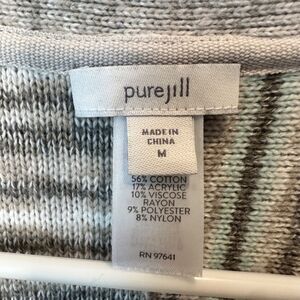 purejill
MADE IN
CHINA
M
56% COTTON
17% ACRYLIC
10% VISCOSE
RAYON
9% POLYESTER
8% NYLON
RN 97641